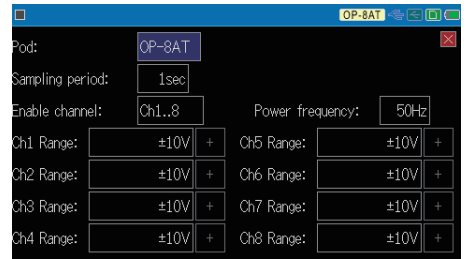 OP-8AT
Pod: OP-8AT
Sampling period: 1sec
Enable channel: Ch1..8 Power frequency: 50Hz
Ch1 Range: ±10V + Ch5 Range: ±10V +
Ch2 Range: ±10V + Ch6 Range: ±10V +
Ch3 Range: ±10V + Ch7 Range: ±10V +
Ch4 Range: ±10V + Ch8 Range: ±10V +